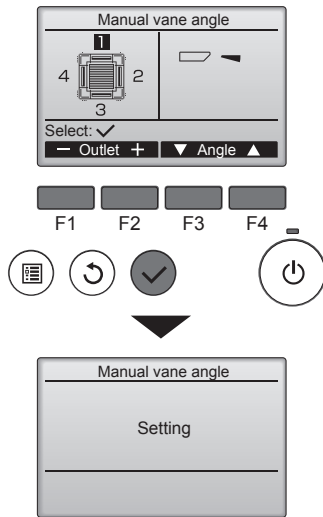 Manual vane angle
1
4 2
3
Select:
− Outlet + ▼ Angle ▲
F1 F2 F3 F4
Manual vane angle
Setting